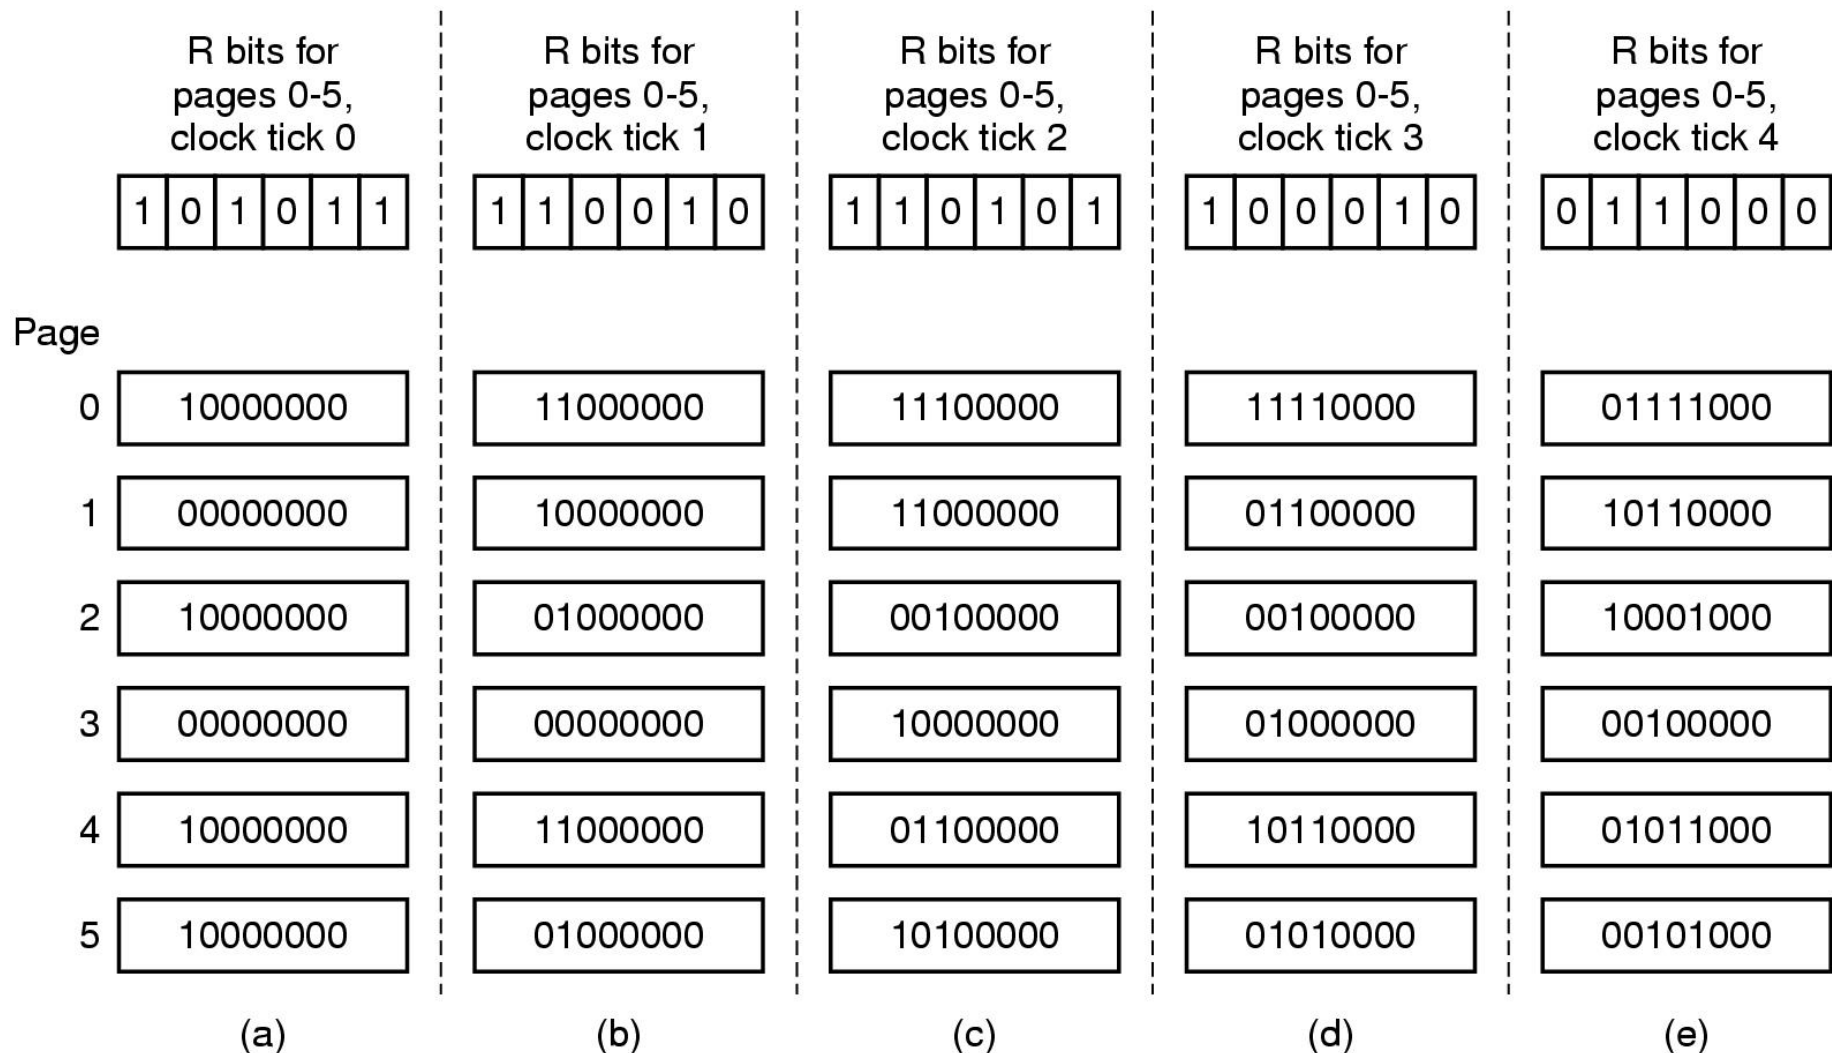 R bits for
pages 0-5,
clock tick 0
R bits for
pages 0-5,
clock tick 1
R bits for
pages 0-5,
clock tick 2
R bits for
pages 0-5,
clock tick 3
R bits for
pages 0-5,
clock tick 4
1 0 1 0 1 1
1 1 0 0 1 0
1 1 0 1 0 1
1 0 0 0 1 0
0 1 1 0 0 0
Page
0 10000000 11000000 11100000 11110000 01111000
1 00000000 10000000 11000000 01100000 10110000
2 10000000 01000000 00100000 00100000 10001000
3 00000000 00000000 10000000 01000000 00100000
4 10000000 11000000 01100000 10110000 01011000
5 10000000 01000000 10100000 01010000 00101000
(a) (b) (c) (d) (e)